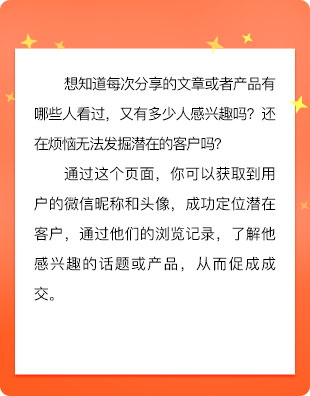 想知道每次分享的文章或者产品有
哪些人看过，又有多少人感兴趣吗？还
在烦恼无法发掘潜在的客户吗？
通过这个页面，你可以获取到用
户的微信昵称和头像，成功定位潜在
客户，通过他们的浏览记录，了解他
感兴趣的话题或产品，从而促成成
交。